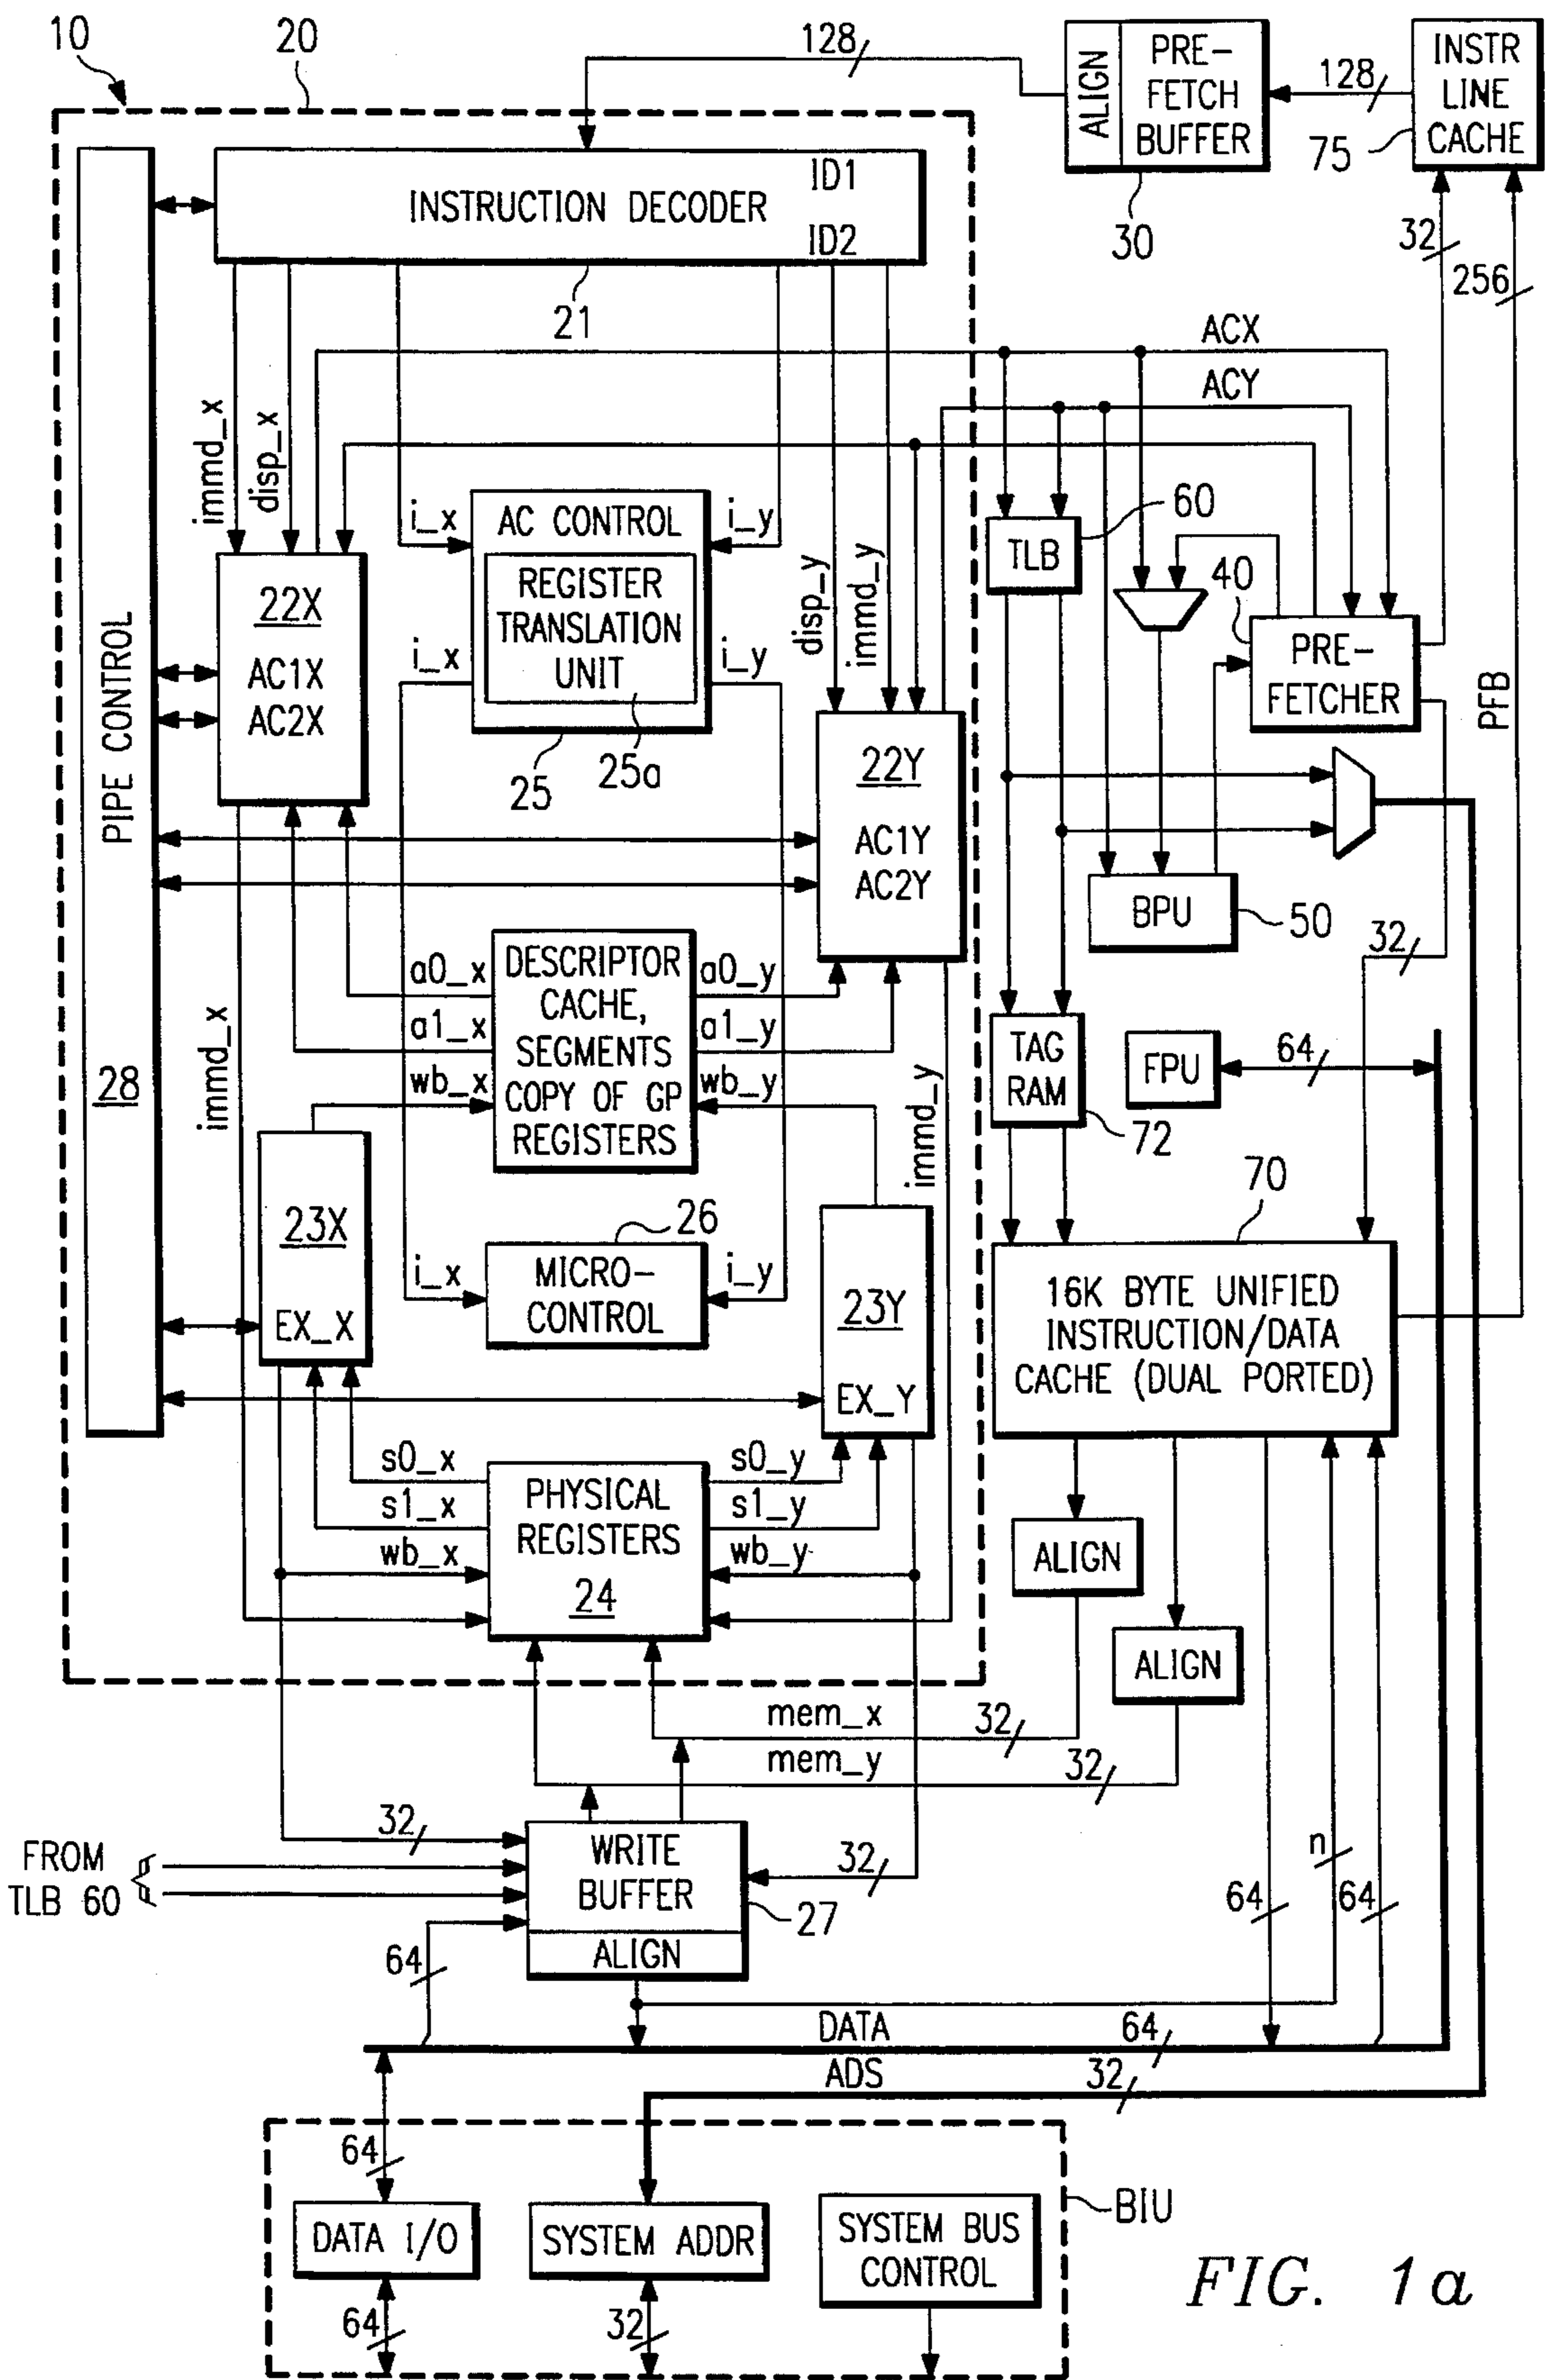 10
20
128
ALIGN
PRE-
FETCH
BUFFER
30
128
INSTR
LINE
CACHE
75
32
256
PFB
INSTRUCTION DECODER
ID1
ID2
21
ACX
ACY
immd_x
disp_x
i_x
AC CONTROL
i_y
REGISTER
TRANSLATION
UNIT
i_x
i_y
25
25a
disp_y
immd_y
60
TLB
40
PRE-
FETCHER
22X
AC1X
AC2X
PIPE CONTROL
28
22Y
AC1Y
AC2Y
BPU
50
32
a0_x
a1_x
wb_x
DESCRIPTOR
CACHE,
SEGMENTS
COPY OF GP
REGISTERS
a0_y
a1_y
wb_y
immd_x
immd_y
TAG
RAM
72
FPU
64
70
23X
EX_X
26
i_x
MICRO-
CONTROL
i_y
23Y
EX_Y
16K BYTE UNIFIED
INSTRUCTION/DATA
CACHE (DUAL PORTED)
s0_x
s1_x
wb_x
PHYSICAL
REGISTERS
24
s0_y
s1_y
wb_y
ALIGN
ALIGN
mem_x
32
mem_y
32
32
FROM
TLB 60
WRITE
BUFFER
ALIGN
27
32
64
64
n
64
DATA
64
ADS
32
64
DATA I/O
64
SYSTEM ADDR
32
SYSTEM BUS
CONTROL
BIU
FIG. 1a